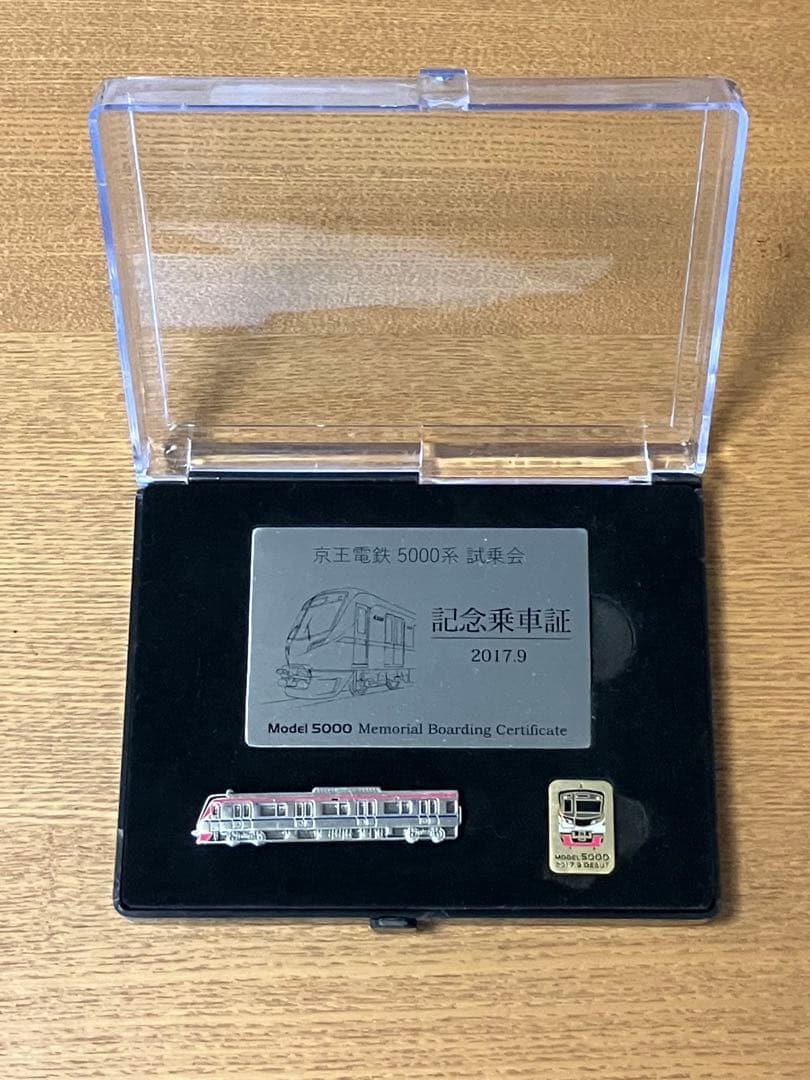 京王電鉄 5000系 試乗会
記念乗車証
2017.9
Model 5000 Memorial Boarding Certificate
MODEL 5000
2017.9 DEBUT